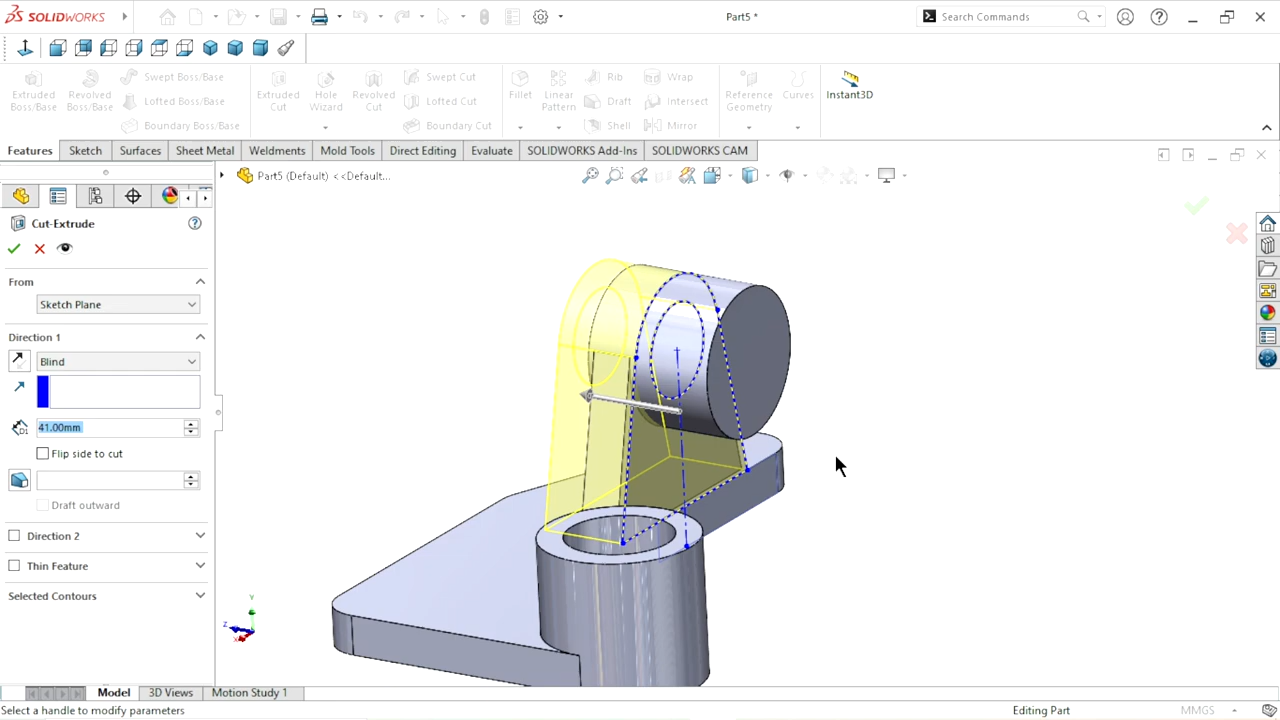 SOLIDWORKS
Part5 *
Search Commands
Extruded Boss/Base
Revolved Boss/Base
Swept Boss/Base
Lofted Boss/Base
Boundary Boss/Base
Extruded Cut
Hole Wizard
Revolved Cut
Swept Cut
Lofted Cut
Boundary Cut
Fillet
Linear Pattern
Rib
Draft
Shell
Wrap
Intersect
Mirror
Reference Geometry
Curves
Instant3D
Features
Sketch
Surfaces
Sheet Metal
Weldments
Mold Tools
Direct Editing
Evaluate
SOLIDWORKS Add-Ins
SOLIDWORKS CAM
Part5 (Default) <<Default...
Cut-Extrude
From
Sketch Plane
Direction 1
Blind
41.00mm
Flip side to cut
Draft outward
Direction 2
Thin Feature
Selected Contours
Y
Z
X
Model
3D Views
Motion Study 1
Select a handle to modify parameters
Editing Part
MMGS